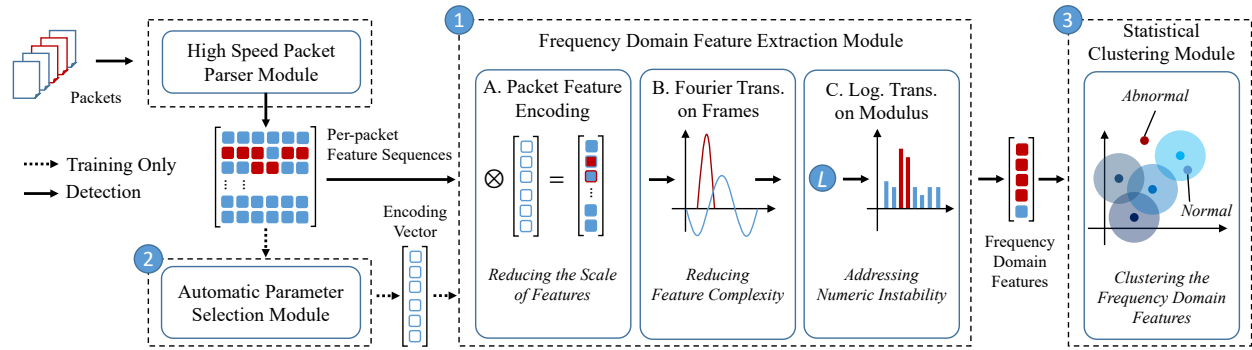 Packets
High Speed Packet
Parser Module
Training Only
Detection
Per-packet
Feature Sequences
2
Automatic Parameter
Selection Module
Encoding
Vector
1
Frequency Domain Feature Extraction Module
A. Packet Feature
Encoding
⊗
=
Reducing the Scale
of Features
B. Fourier Trans.
on Frames
Reducing
Feature Complexity
C. Log. Trans.
on Modulus
L
Addressing
Numeric Instability
Frequency
Domain
Features
3
Statistical
Clustering Module
Abnormal
Normal
Clustering the
Frequency Domain
Features